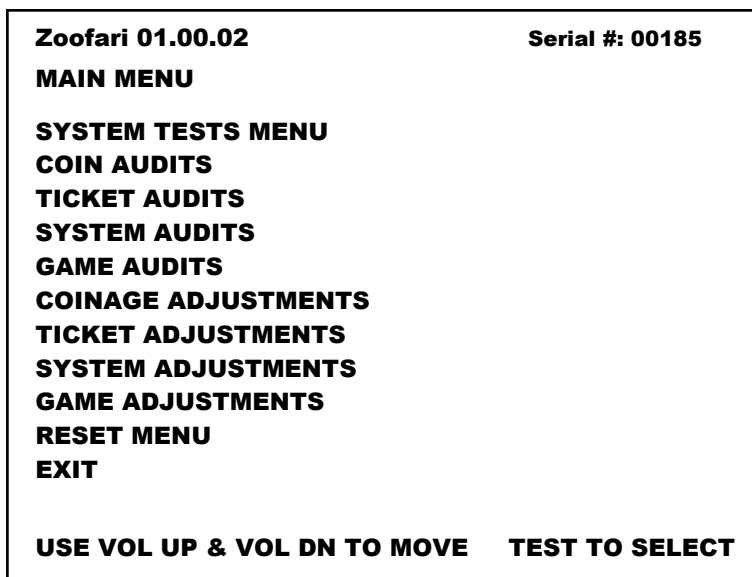 Zoofari 01.00.02 Serial #: 00185
MAIN MENU
SYSTEM TESTS MENU
COIN AUDITS
TICKET AUDITS
SYSTEM AUDITS
GAME AUDITS
COINAGE ADJUSTMENTS
TICKET ADJUSTMENTS
SYSTEM ADJUSTMENTS
GAME ADJUSTMENTS
RESET MENU
EXIT
USE VOL UP & VOL DN TO MOVE TEST TO SELECT